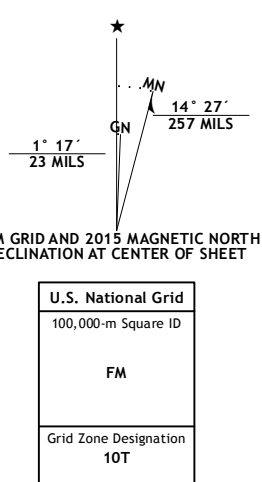 ★
MN
GN
14° 27´
257 MILS
1° 17´
23 MILS
M GRID AND 2015 MAGNETIC NORTH
ECLINATION AT CENTER OF SHEET
U.S. National Grid
100,000-m Square ID
FM
Grid Zone Designation
10T